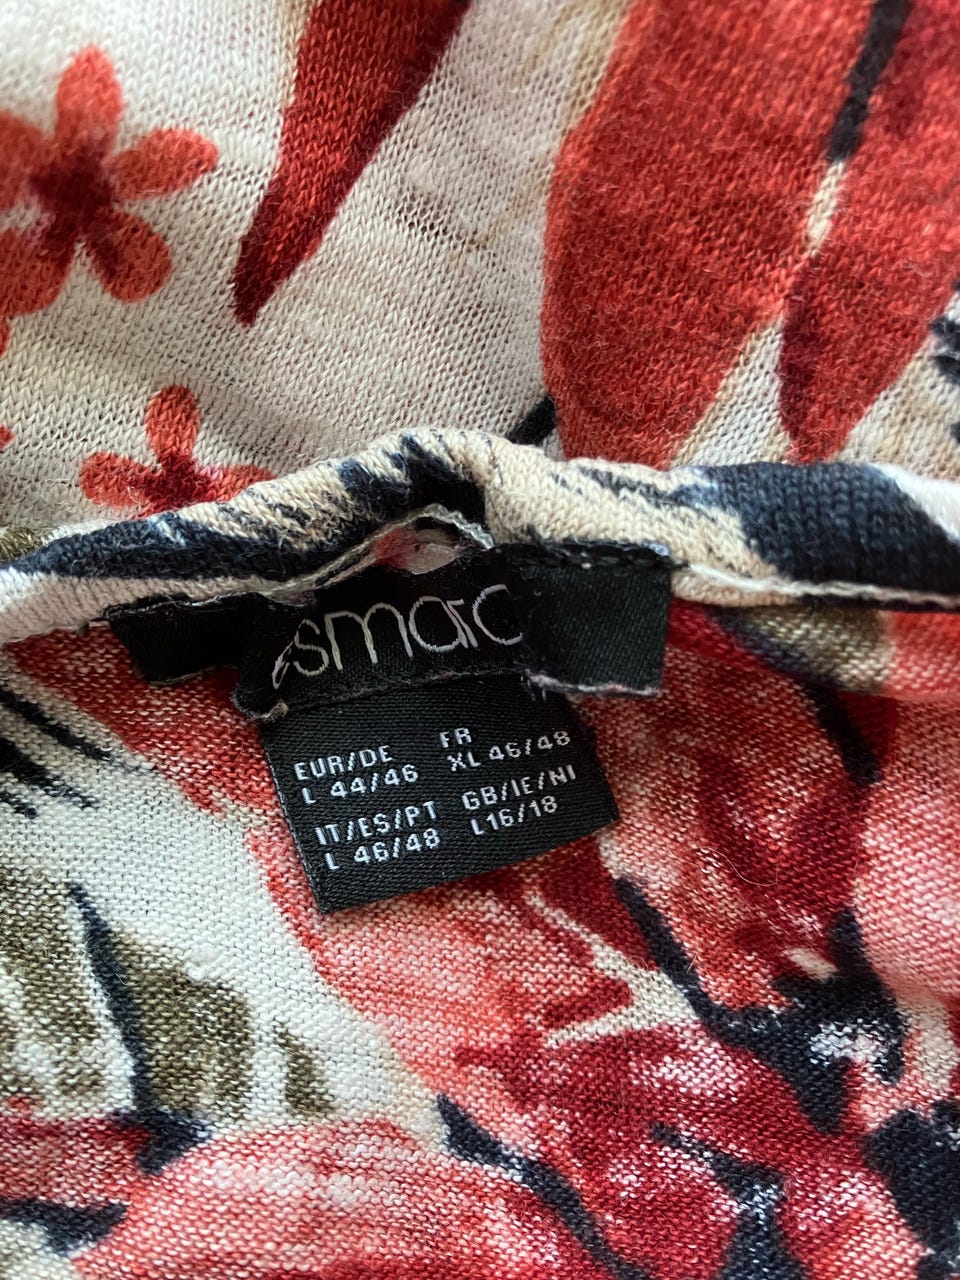 esmara
EUR/DE FR
L 44/46 XL 46/48
IT/ES/PT GB/IE/NI
L 46/48 L16/18